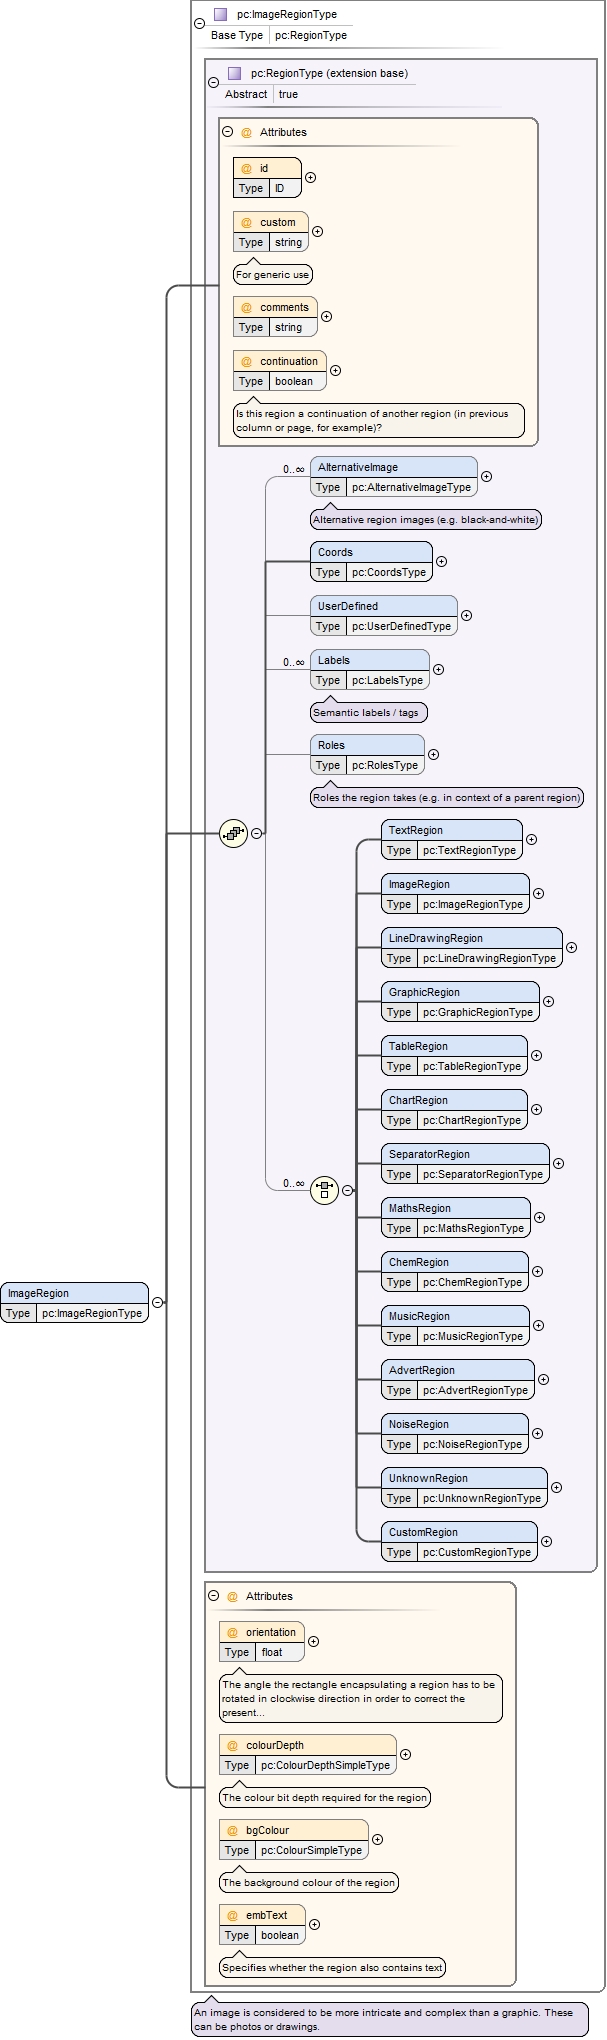 pc:ImageRegionType
Base Type pc:RegionType
pc:RegionType (extension base)
Abstract true
@ Attributes
@ id
Type ID
@ custom
Type string
For generic use
@ comments
Type string
@ continuation
Type boolean
Is this region a continuation of another region (in previous
column or page, for example)?
0..∞ AlternativeImage
Type pc:AlternativeImageType
Alternative region images (e.g. black-and-white)
Coords
Type pc:CoordsType
UserDefined
Type pc:UserDefinedType
0..∞ Labels
Type pc:LabelsType
Semantic labels / tags
Roles
Type pc:RolesType
Roles the region takes (e.g. in context of a parent region)
TextRegion
Type pc:TextRegionType
ImageRegion
Type pc:ImageRegionType
LineDrawingRegion
Type pc:LineDrawingRegionType
GraphicRegion
Type pc:GraphicRegionType
TableRegion
Type pc:TableRegionType
ChartRegion
Type pc:ChartRegionType
SeparatorRegion
Type pc:SeparatorRegionType
0..∞
MathsRegion
Type pc:MathsRegionType
ChemRegion
Type pc:ChemRegionType
ImageRegion
Type pc:ImageRegionType
MusicRegion
Type pc:MusicRegionType
AdvertRegion
Type pc:AdvertRegionType
NoiseRegion
Type pc:NoiseRegionType
UnknownRegion
Type pc:UnknownRegionType
CustomRegion
Type pc:CustomRegionType
@ Attributes
@ orientation
Type float
The angle the rectangle encapsulating a region has to be
rotated in clockwise direction in order to correct the
present...
@ colourDepth
Type pc:ColourDepthSimpleType
The colour bit depth required for the region
@ bgColour
Type pc:ColourSimpleType
The background colour of the region
@ embText
Type boolean
Specifies whether the region also contains text
An image is considered to be more intricate and complex than a graphic. These
can be photos or drawings.